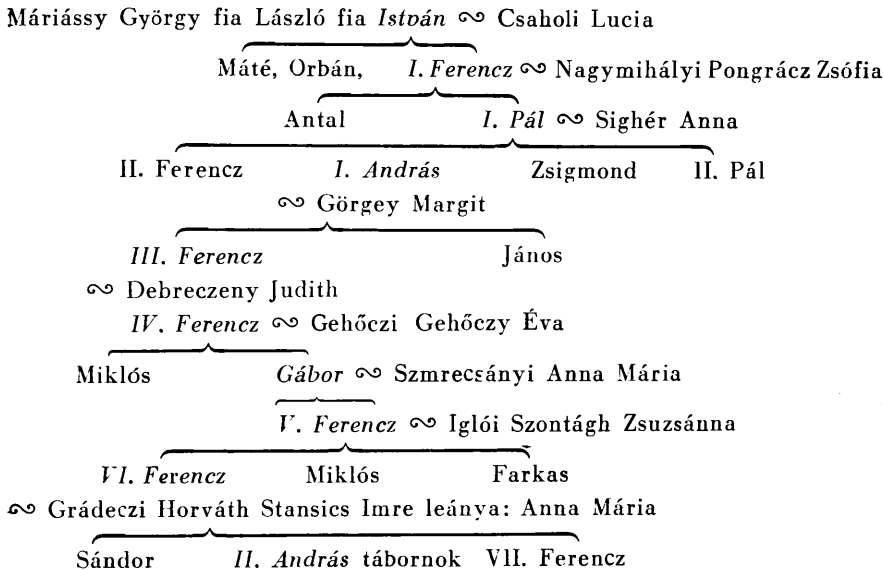 Máriássy György fia László fia István ∾ Csaholi Lucia
Máté, Orbán, I. Ferencz ∾ Nagymihályi Pongrácz Zsófia
Antal I. Pál ∾ Sighér Anna
II. Ferencz I. András Zsigmond II. Pál
∾ Görgey Margit
III. Ferencz János
∾ Debreczeny Judith
IV. Ferencz ∾ Gehőczi Gehőczy Éva
Miklós Gábor ∾ Szmrecsányi Anna Mária
V. Ferencz ∾ Iglói Szontágh Zsuzsánna
VI. Ferencz Miklós Farkas
∾ Grádeczi Horváth Stansics Imre leánya: Anna Mária
Sándor II. András tábornok VII. Ferencz